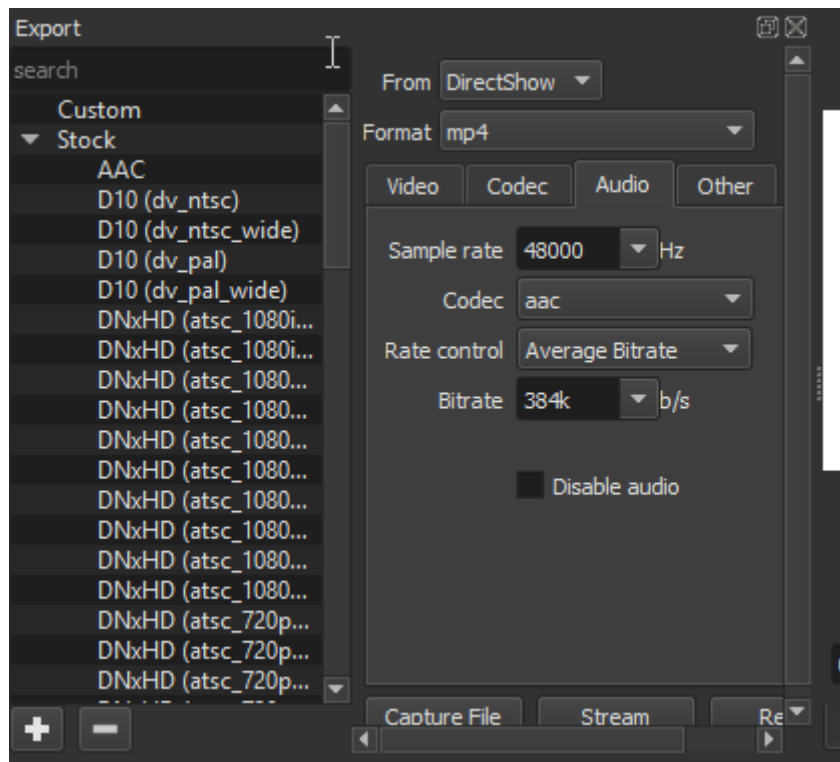 Export
search
Custom
Stock
AAC
D10 (dv_ntsc)
D10 (dv_ntsc_wide)
D10 (dv_pal)
D10 (dv_pal_wide)
DNxHD (atsc_1080i...
DNxHD (atsc_1080i...
DNxHD (atsc_1080...
DNxHD (atsc_1080...
DNxHD (atsc_1080...
DNxHD (atsc_1080...
DNxHD (atsc_1080...
DNxHD (atsc_1080...
DNxHD (atsc_1080...
DNxHD (atsc_1080...
DNxHD (atsc_720p...
DNxHD (atsc_720p...
DNxHD (atsc_720p...
From DirectShow
Format mp4
Video Codec Audio Other
Sample rate 48000 Hz
Codec aac
Rate control Average Bitrate
Bitrate 384k b/s
Disable audio
Capture File Stream Re